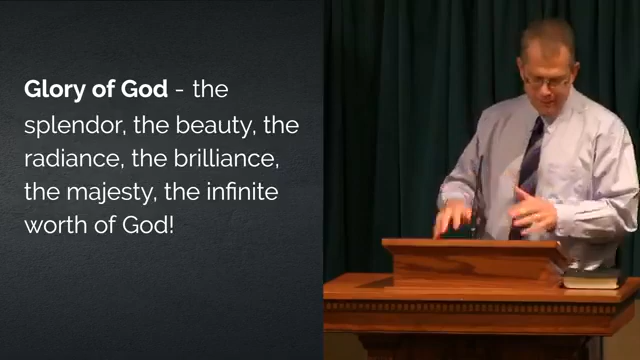 Glory of God - the
splendor, the beauty, the
radiance, the brilliance,
the majesty, the infinite
worth of God!